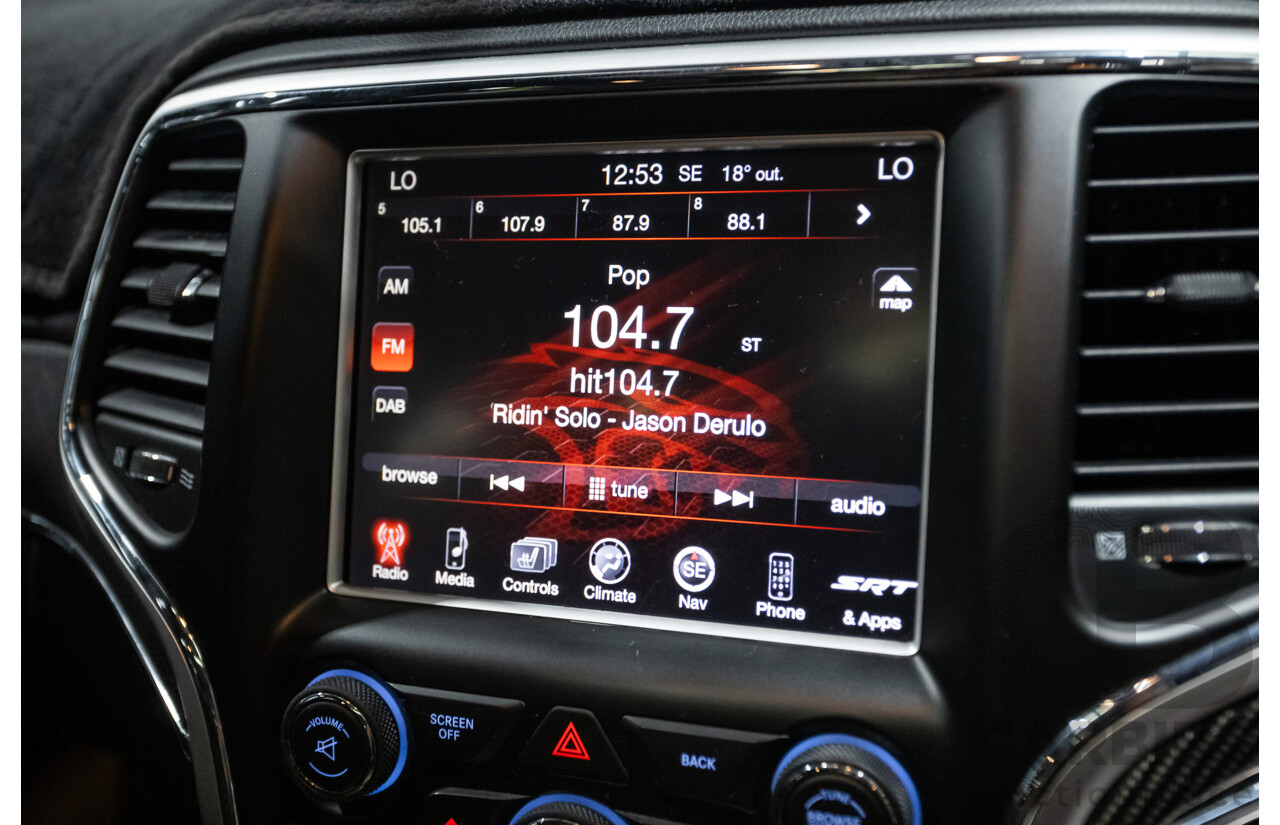 LO 12:53 SE 18° out. LO
5 105.1 6 107.9 7 87.9 8 88.1
Pop
AM
map
104.7 ST
FM
hit104.7
DAB
'Ridin' Solo - Jason Derulo
browse tune audio
Radio Media Controls Climate SE Nav Phone SRT & Apps
VOLUME
SCREEN
OFF
BACK
TUNE
BROWSE